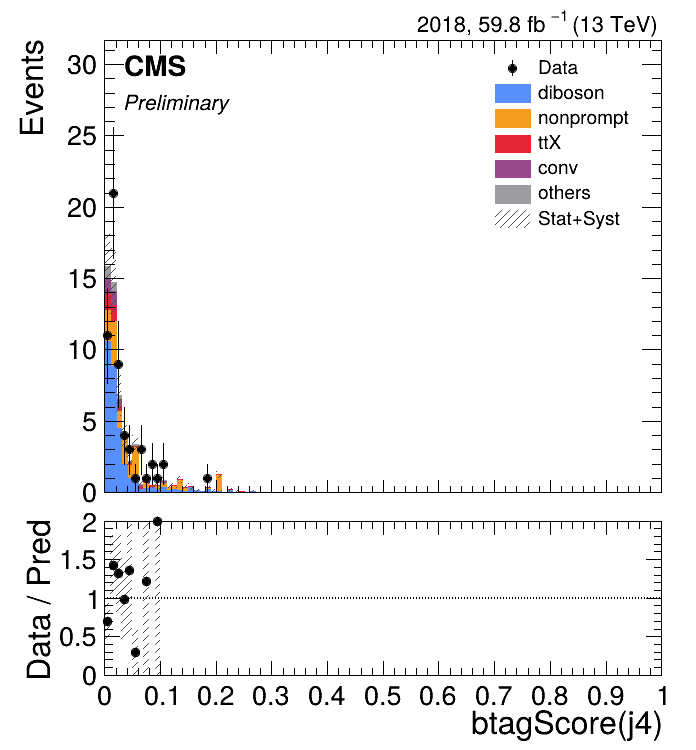 2018, 59.8 fb⁻¹ (13 TeV)
Events
30
25
20
15
10
5
0
CMS
Preliminary
Data
diboson
nonprompt
ttX
conv
others
Stat+Syst
Data / Pred
2
1.5
1
0.5
0
0 0.1 0.2 0.3 0.4 0.5 0.6 0.7 0.8 0.9 1
btagScore(j4)